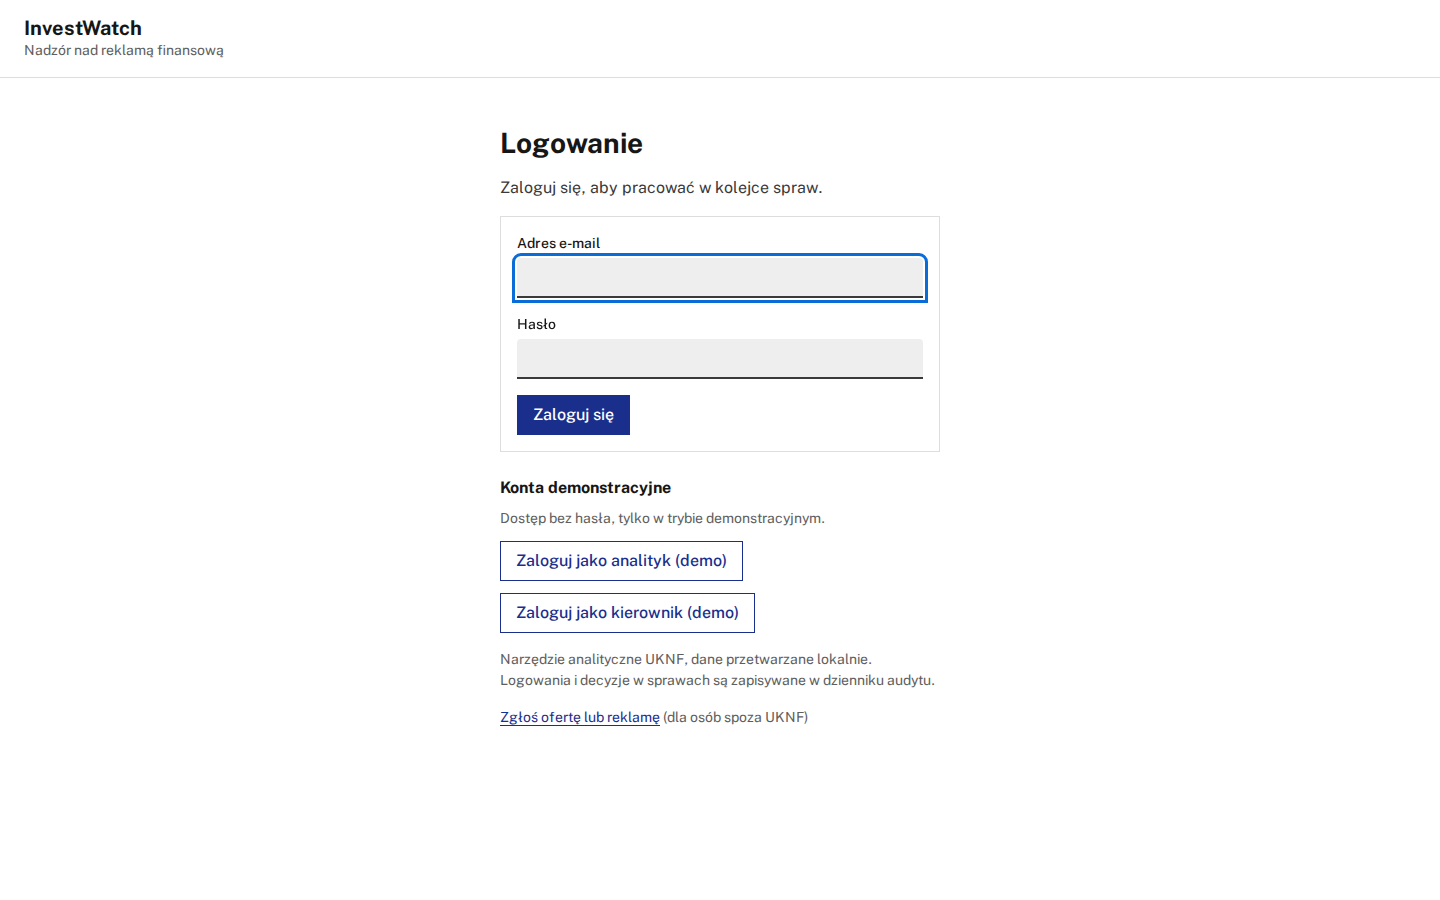 InvestWatch
Nadzór nad reklamą finansową
Logowanie
Zaloguj się, aby pracować w kolejce spraw.
Adres e-mail
Hasło
Zaloguj się
Konta demonstracyjne
Dostęp bez hasła, tylko w trybie demonstracyjnym.
Zaloguj jako analityk (demo)
Zaloguj jako kierownik (demo)
Narzędzie analityczne UKNF, dane przetwarzane lokalnie.
Logowania i decyzje w sprawach są zapisywane w dzienniku audytu.
Zgłoś ofertę lub reklamę (dla osób spoza UKNF)